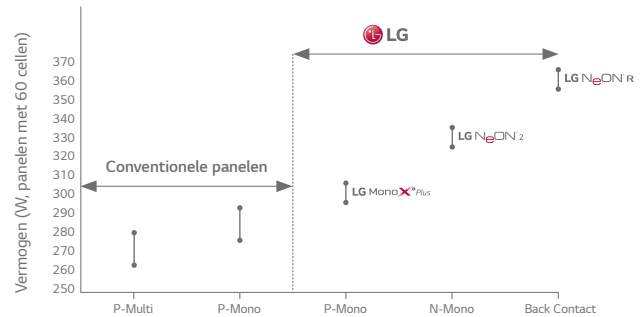 LG
Vermogen (W, panelen met 60 cellen)
370
360
350
340
330
320
310
300
290
280
270
260
250
Conventionele panelen
LG NeON R
LG NeON 2
LG Mono X Plus
P-Multi
P-Mono
P-Mono
N-Mono
Back Contact